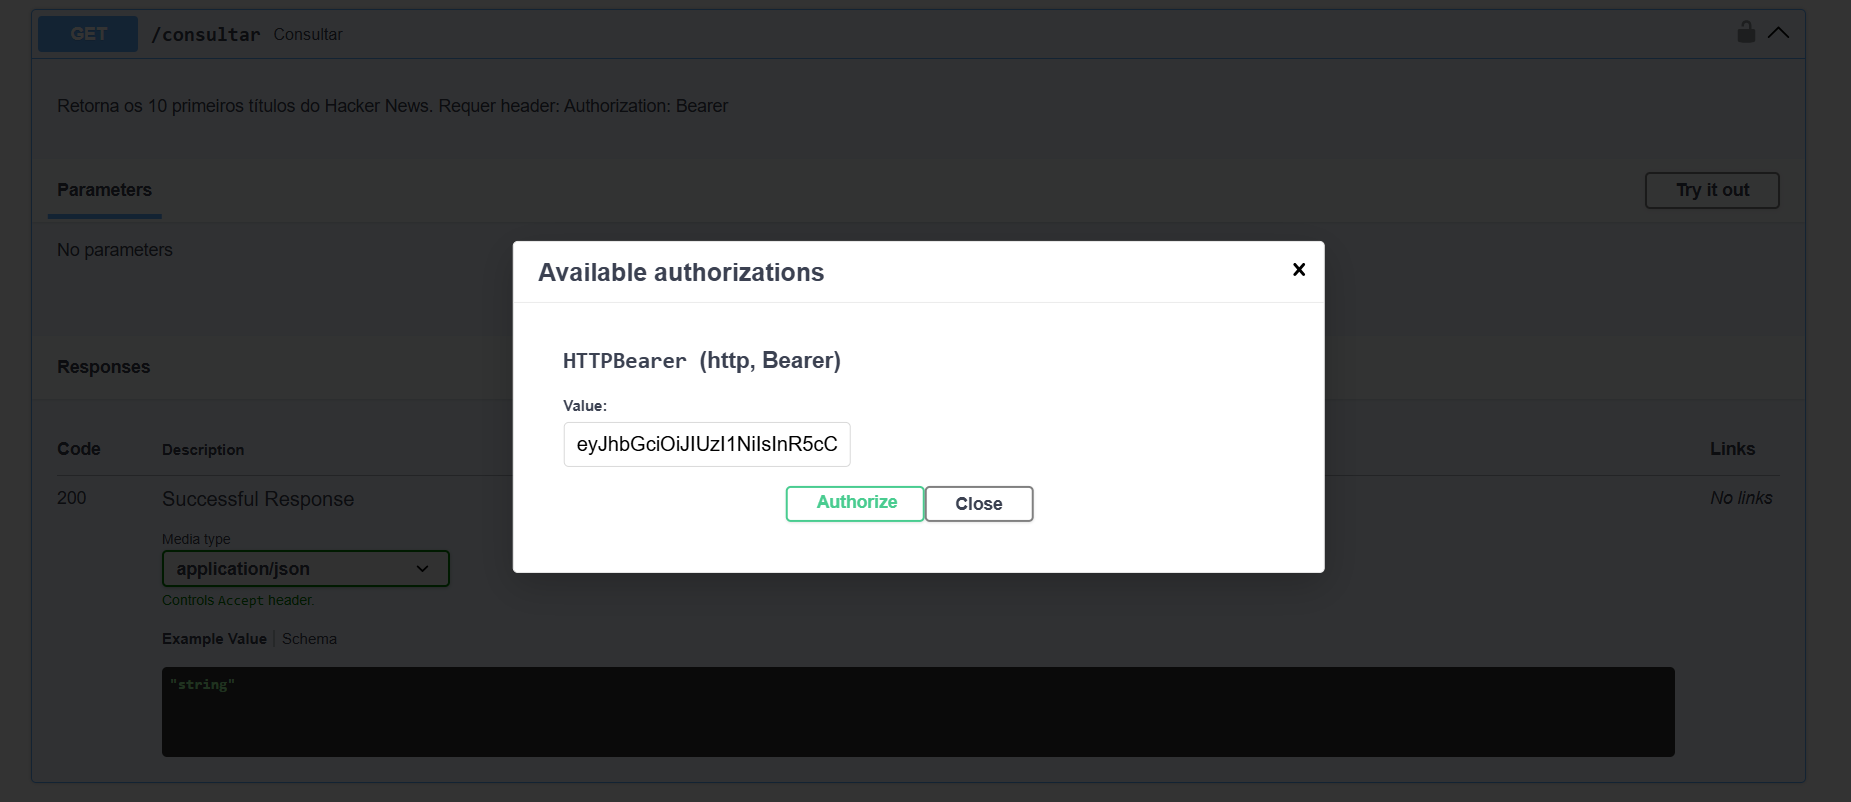 GET /consultar Consultar
Retorna os 10 primeiros títulos do Hacker News. Requer header: Authorization: Bearer
Parameters
Try it out
No parameters
Available authorizations
HTTPBearer (http, Bearer)
Value:
eyJhbGciOiJIUzI1NiIsInR5cC
Authorize Close
Responses
Code Description Links
200 Successful Response No links
Media type
application/json
Controls Accept header.
Example Value Schema
"string"